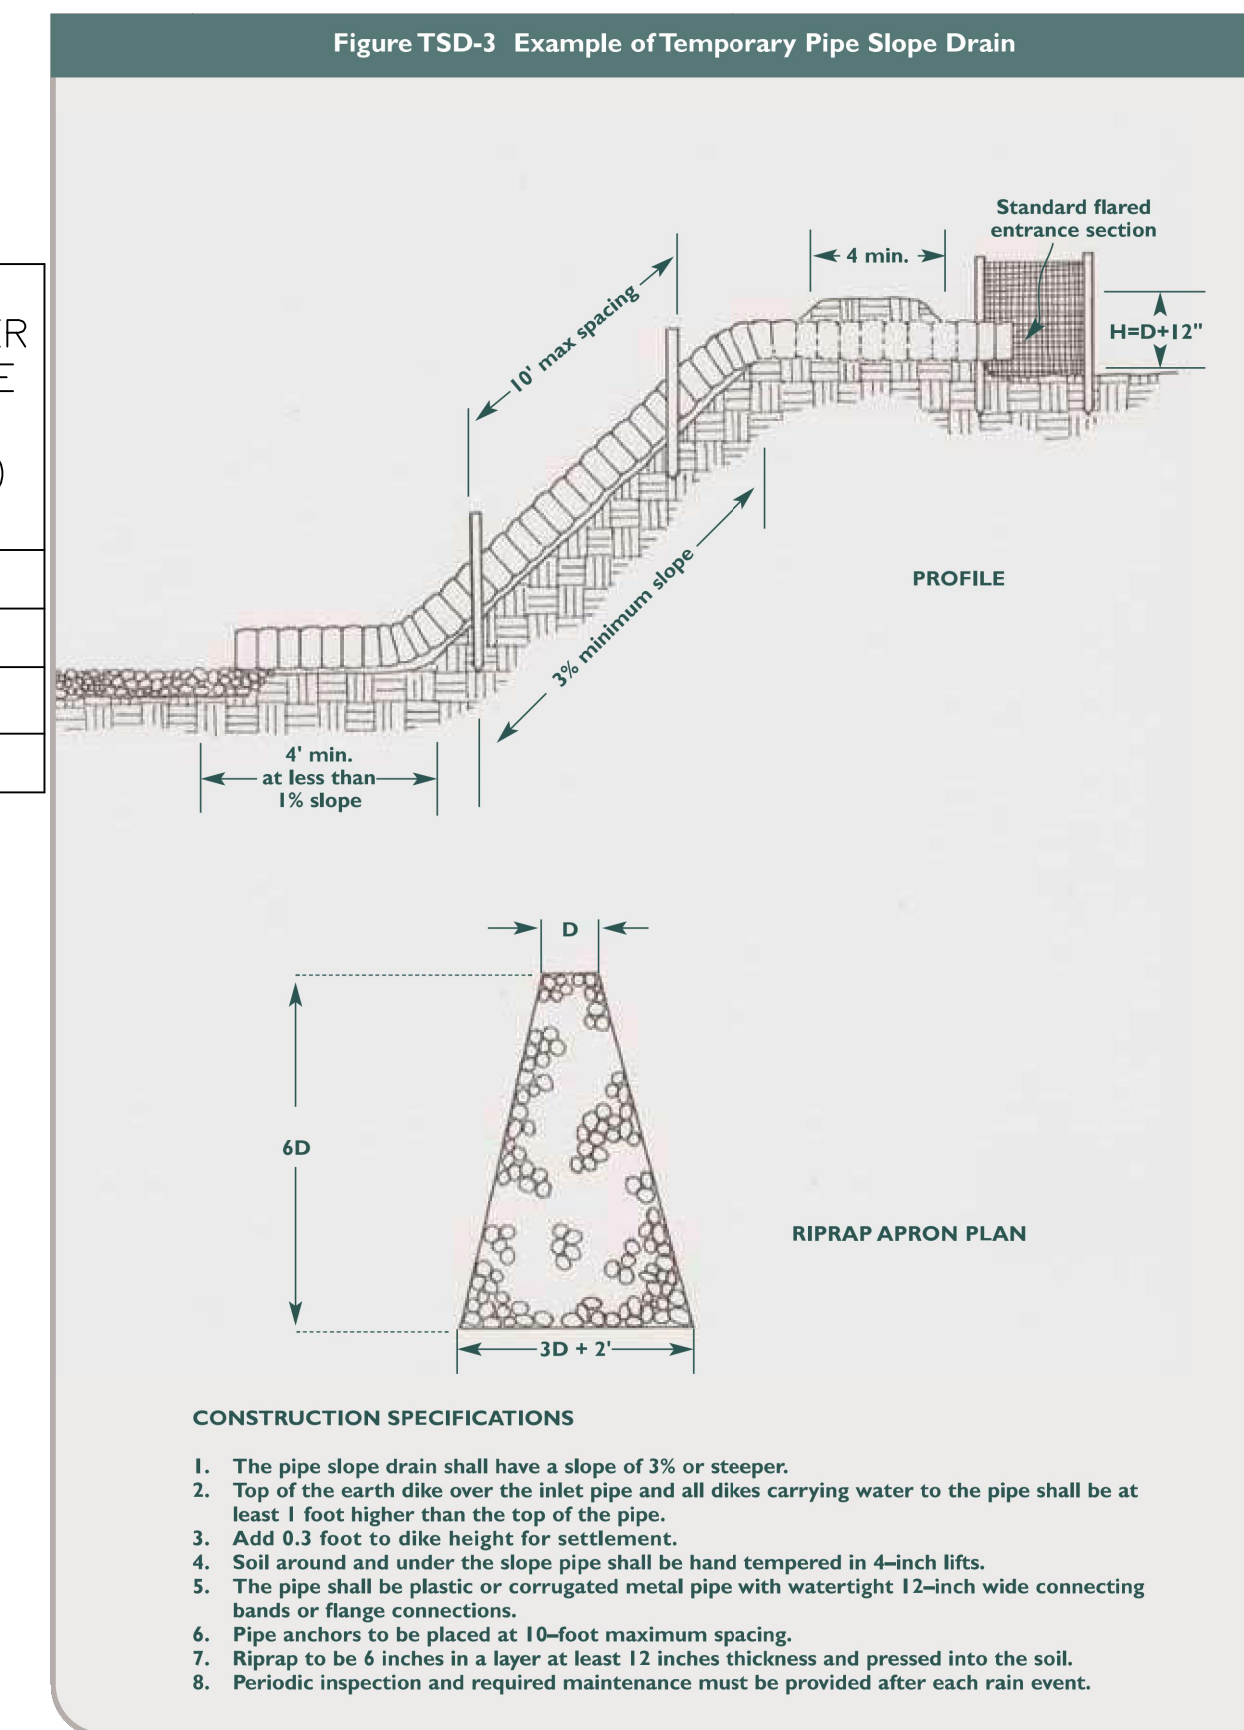 Figure TSD-3 Example of Temporary Pipe Slope Drain
ER
E
)
Standard flared
entrance section
4 min.
10' max spacing
H=D+12"
PROFILE
3% minimum slope
4' min.
at less than
1% slope
D
6D
RIPRAP APRON PLAN
3D + 2'
CONSTRUCTION SPECIFICATIONS
1. The pipe slope drain shall have a slope of 3% or steeper.
2. Top of the earth dike over the inlet pipe and all dikes carrying water to the pipe shall be at
least 1 foot higher than the top of the pipe.
3. Add 0.3 foot to dike height for settlement.
4. Soil around and under the slope pipe shall be hand tempered in 4–inch lifts.
5. The pipe shall be plastic or corrugated metal pipe with watertight 12–inch wide connecting
bands or flange connections.
6. Pipe anchors to be placed at 10–foot maximum spacing.
7. Riprap to be 6 inches in a layer at least 12 inches thickness and pressed into the soil.
8. Periodic inspection and required maintenance must be provided after each rain event.